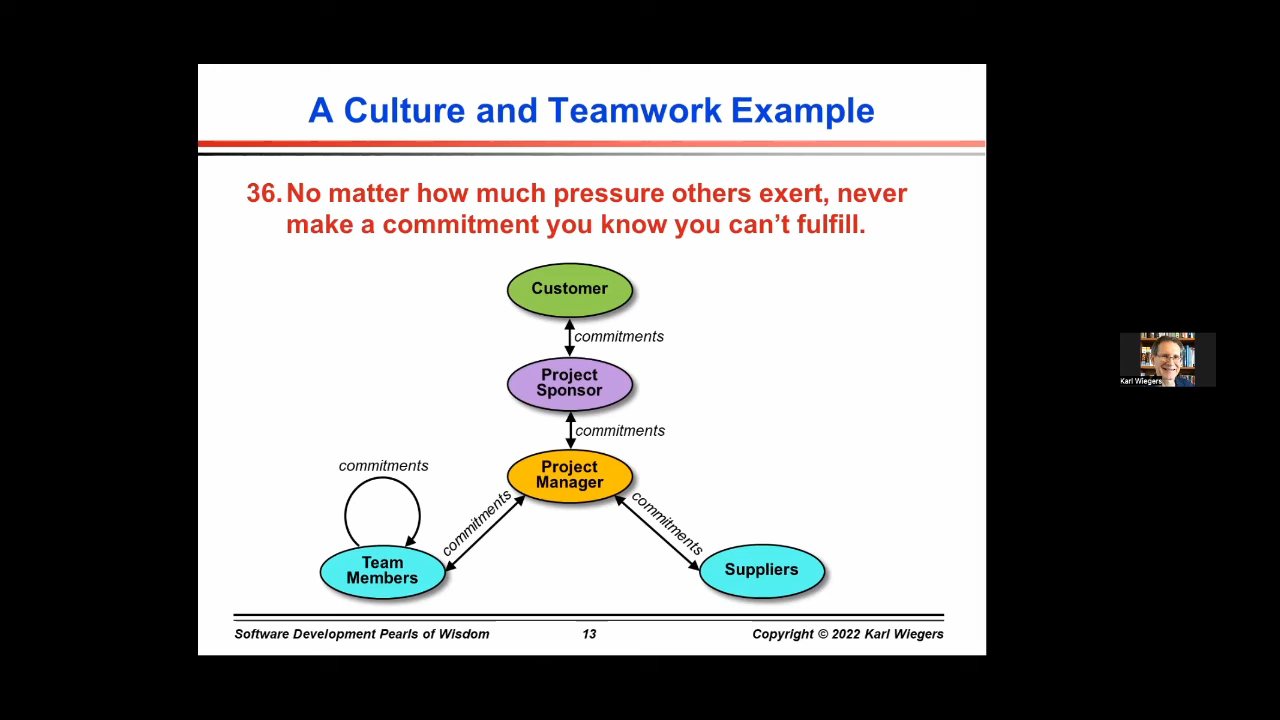 A Culture and Teamwork Example
36. No matter how much pressure others exert, never
make a commitment you know you can’t fulfill.
Customer
commitments
Project
Sponsor
commitments
Project
Manager
commitments
commitments
commitments
Team
Members
Suppliers
Karl Wiegers
Software Development Pearls of Wisdom
13
Copyright © 2022 Karl Wiegers